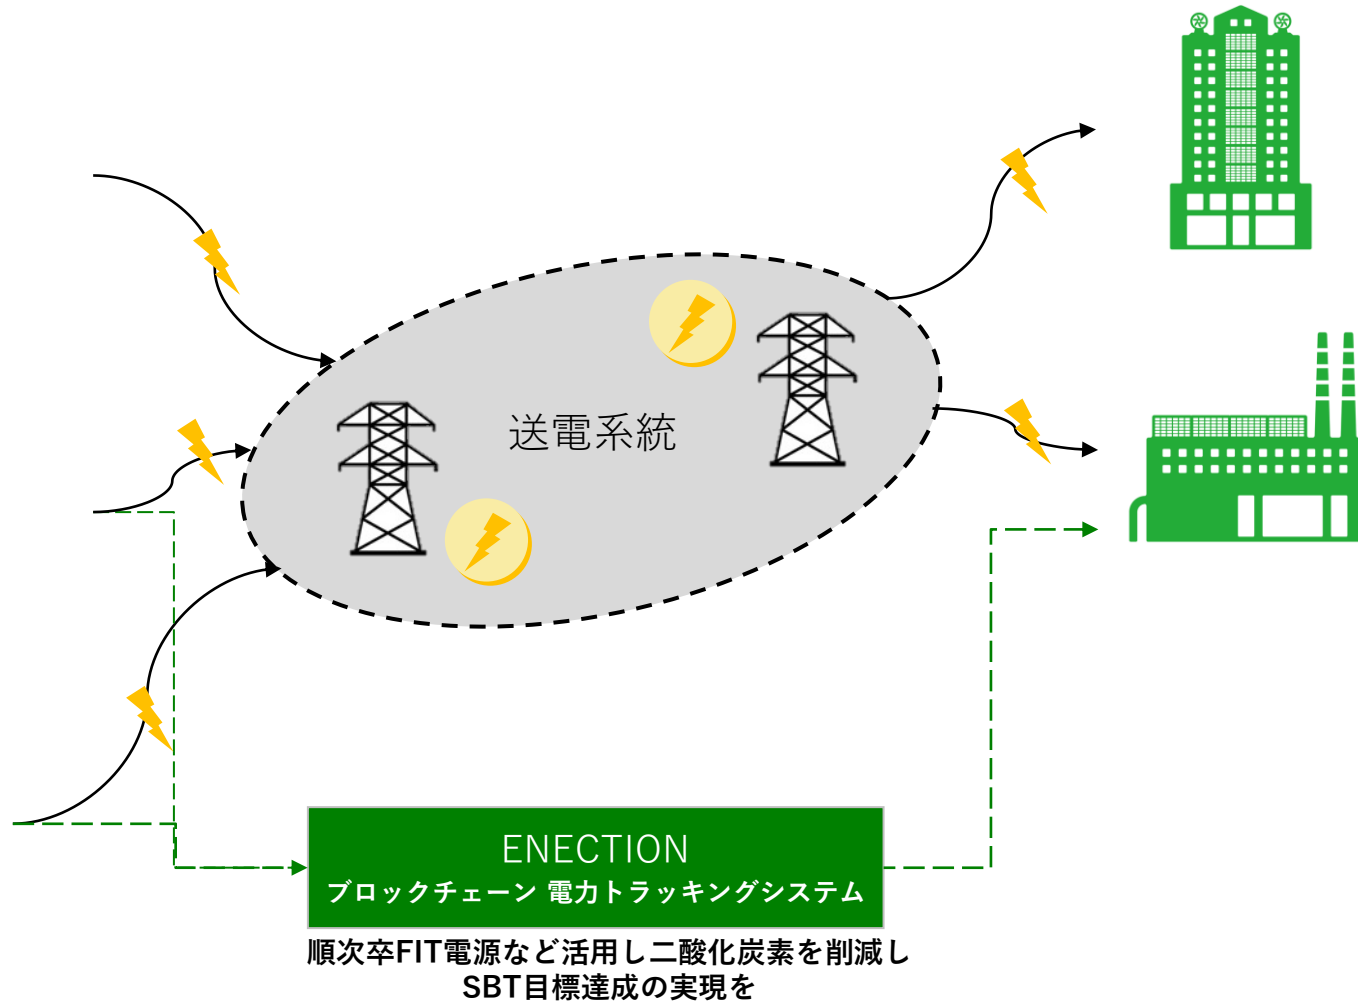 送電系統
ENECTION
ブロックチェーン 電力トラッキングシステム
順次卒FIT電源など活用し二酸化炭素を削減し
SBT目標達成の実現を